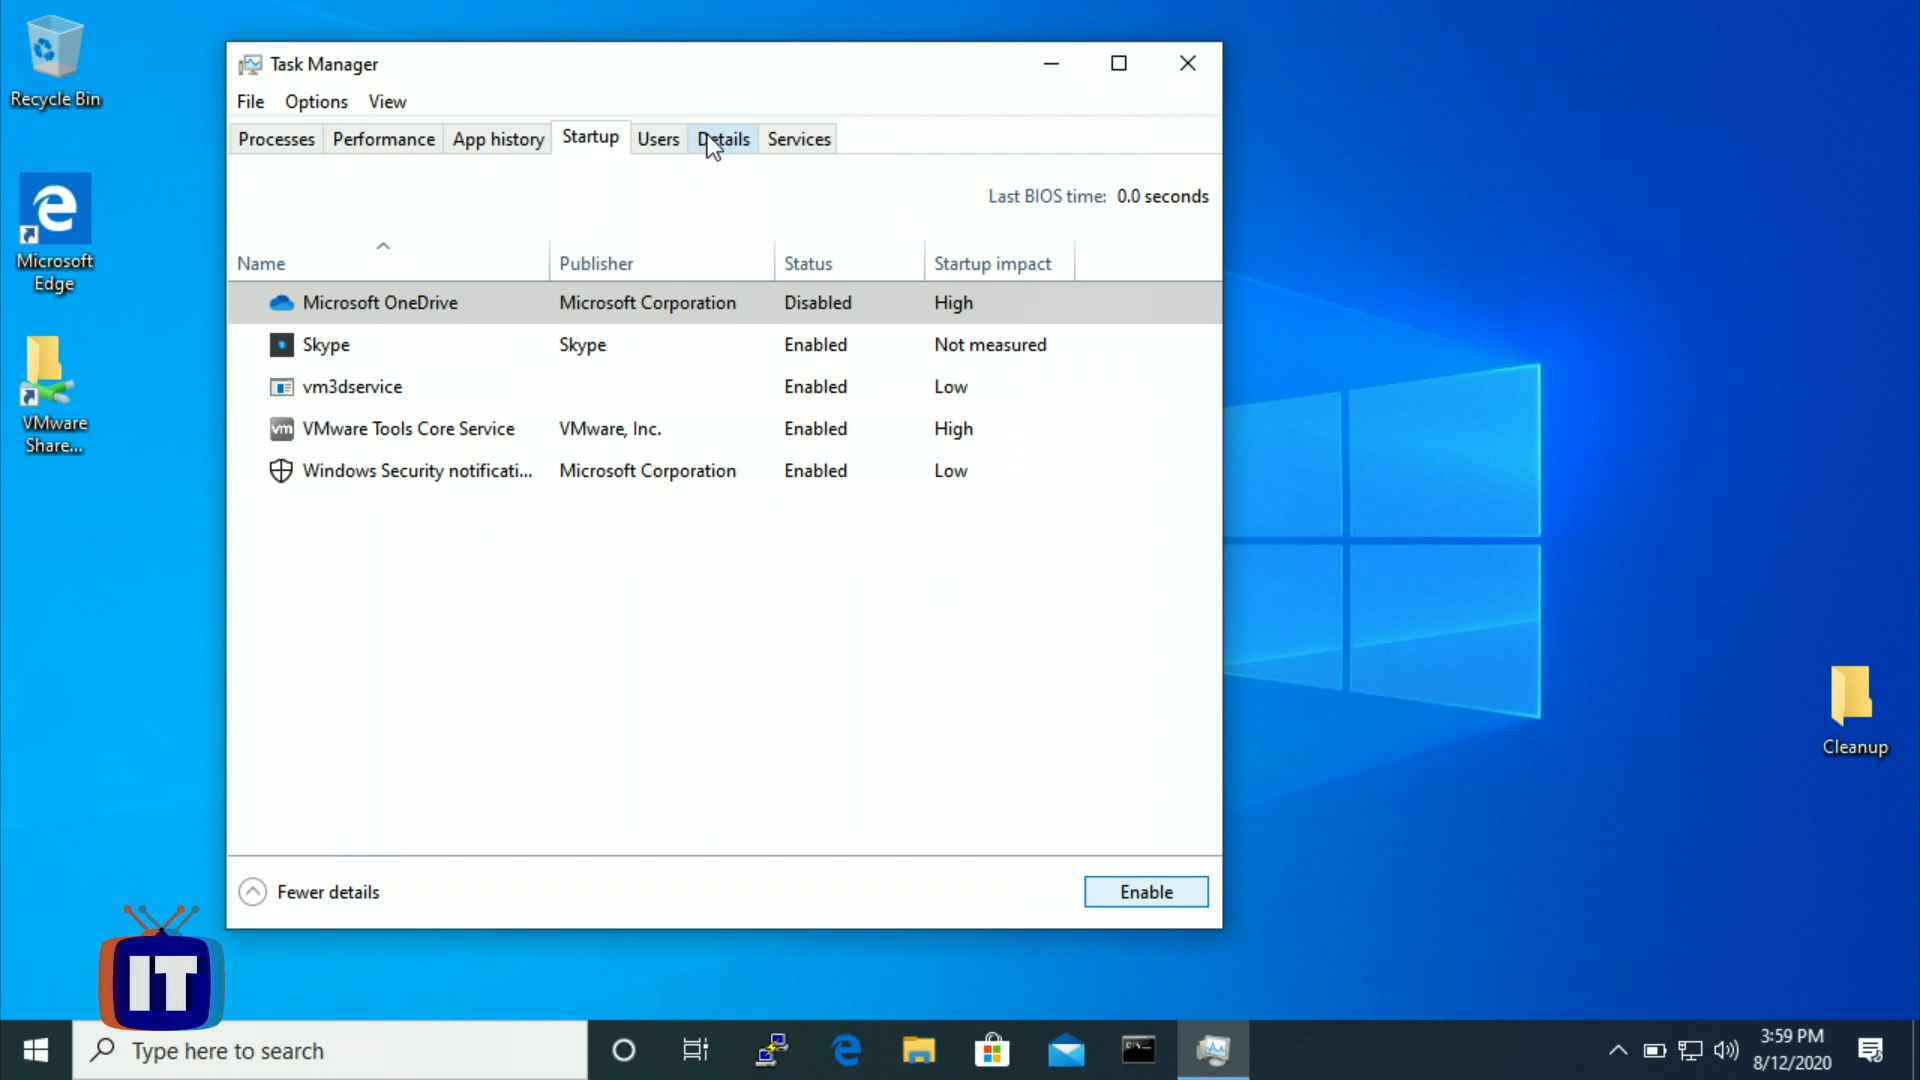 Recycle Bin
Microsoft
Edge
VMware
Share...
Task Manager
File Options View
Processes Performance App history Startup Users Details Services
Last BIOS time: 0.0 seconds
Name Publisher Status Startup impact
Microsoft OneDrive Microsoft Corporation Disabled High
Skype Skype Enabled Not measured
vm3dservice Enabled Low
vm VMware Tools Core Service VMware, Inc. Enabled High
Windows Security notificati... Microsoft Corporation Enabled Low
Fewer details Enable
Cleanup
IT
Type here to search
3:59 PM
8/12/2020